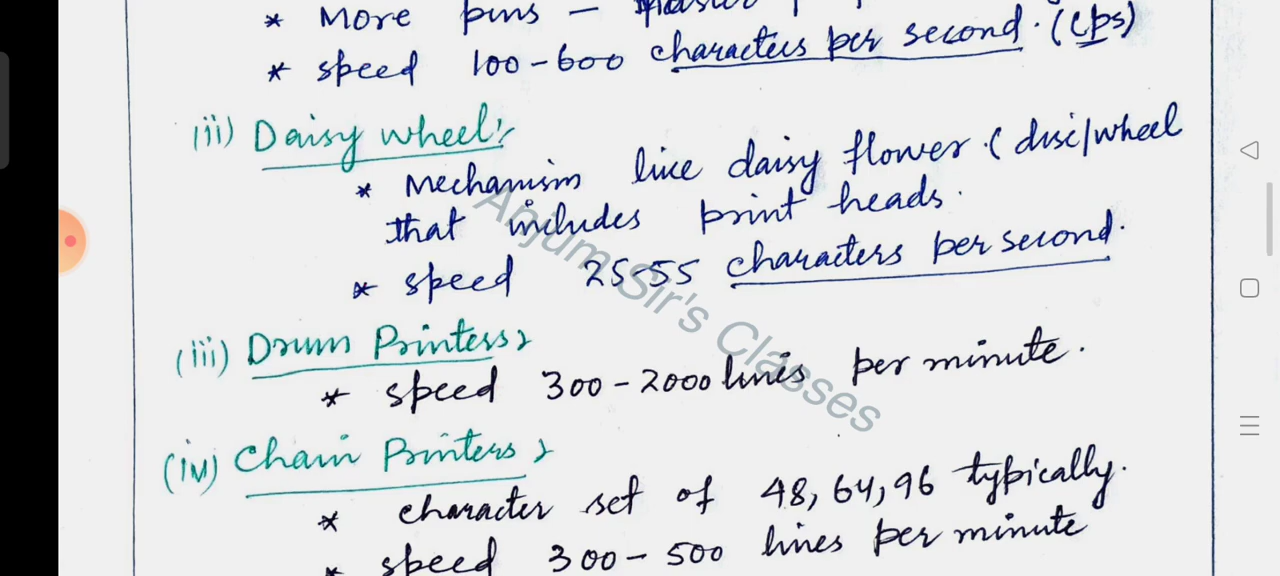 * More pins –
* speed 100-600 characters per second. (cps)
(ii) Daisy wheel:
* Mechanism like daisy flower. (disc/wheel
that includes print heads.
* speed 25-55 characters per second.
(iii) Drum Printers:
* speed 300-2000 lines per minute.
(iv) Chain Printers:
* character set of 48, 64, 96 typically.
* speed 300-500 lines per minute
Anjum Sir's Classes